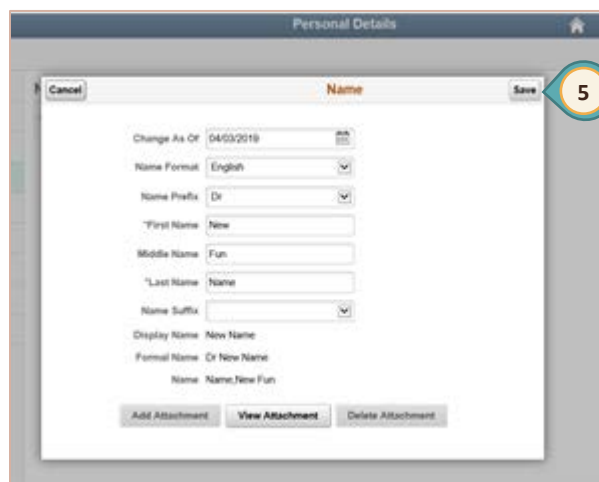 Personal Details
Cancel
Name
Save
5
Change As Of 04/03/2019
Name Format English
Name Prefix Dr
*First Name New
Middle Name Fun
*Last Name Name
Name Suffix
Display Name New Name
Formal Name Dr New Name
Name Name,New Fun
Add Attachment View Attachment Delete Attachment